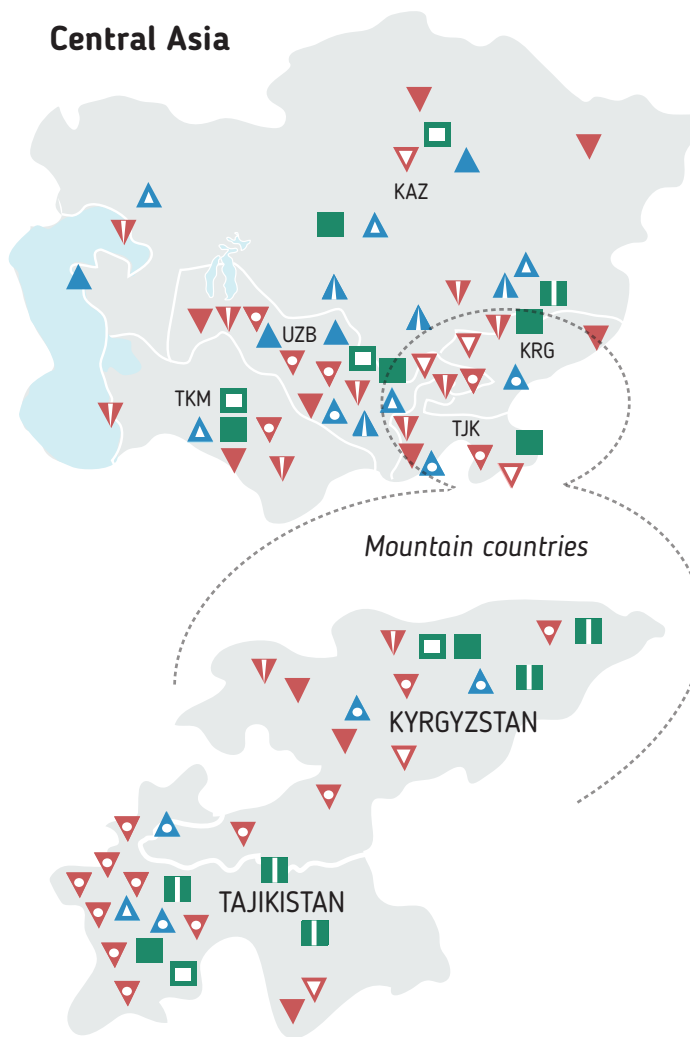 Central Asia
KAZ
UZB
KRG
TKM
TJK
Mountain countries
KYRGYZSTAN
TAJIKISTAN